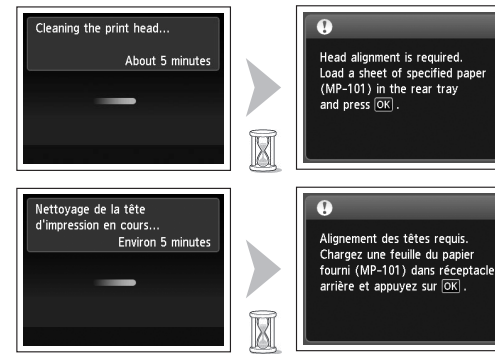 Cleaning the print head...
About 5 minutes
Head alignment is required.
Load a sheet of specified paper
(MP-101) in the rear tray
and press OK .
Nettoyage de la tête
d'impression en cours...
Environ 5 minutes
Alignement des têtes requis.
Chargez une feuille du papier
fourni (MP-101) dans réceptacle
arrière et appuyez sur OK .